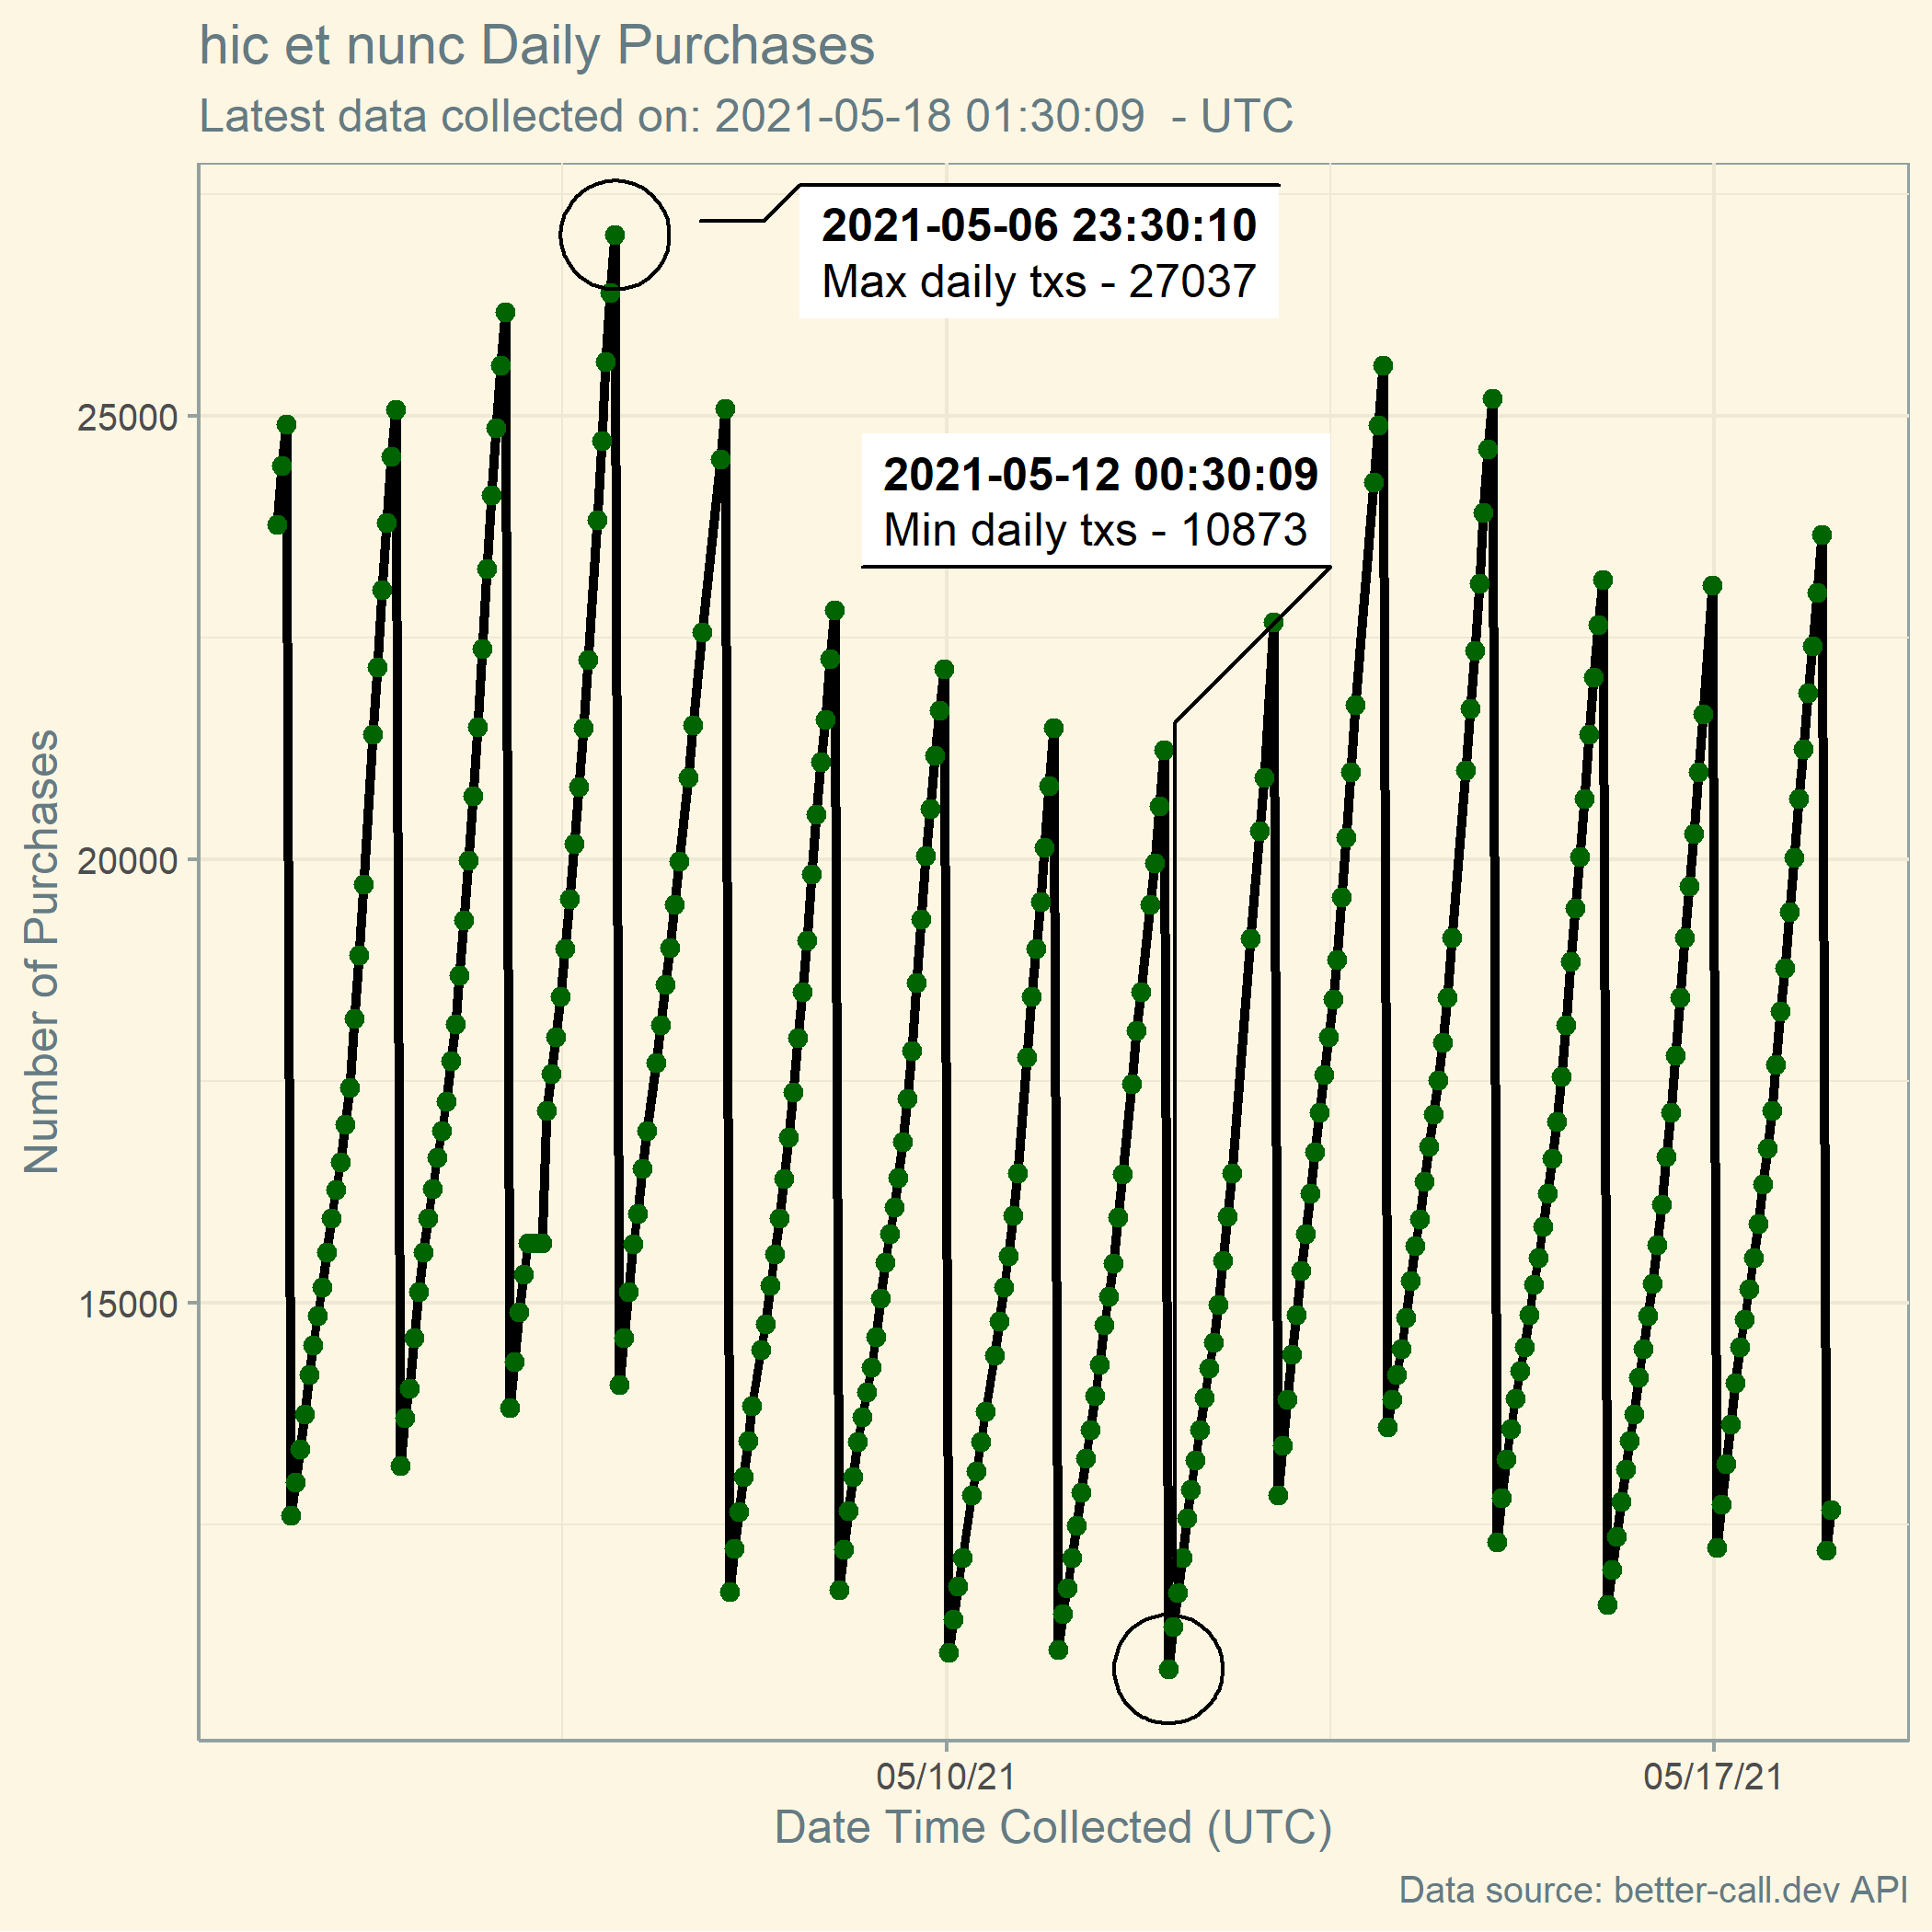 hic et nunc Daily Purchases
Latest data collected on: 2021-05-18 01:30:09  - UTC
2021-05-06 23:30:10
Max daily txs - 27037
25000
2021-05-12 00:30:09
Min daily txs - 10873
20000
15000
Number of Purchases
05/10/21
05/17/21
Date Time Collected (UTC)
Data source: better-call.dev API